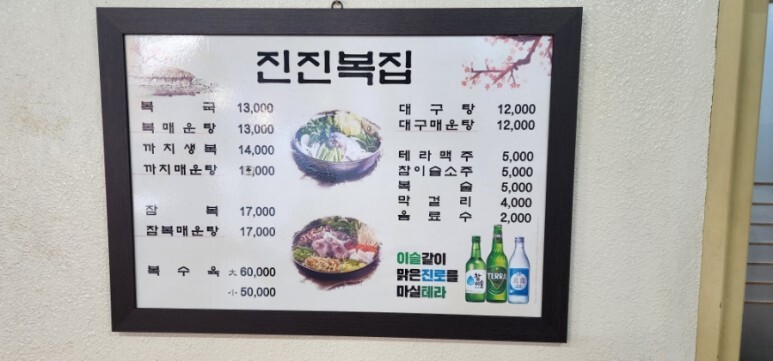 진진복집
복국 13,000
복매운탕 13,000
까치생복 14,000
까치매운탕
참복 17,000
참복매운탕 17,000
복수육 大 60,000
小 50,000
대구탕 12,000
대구매운탕 12,000
테라맥주 5,000
참이슬소주 5,000
복술 5,000
막걸리 4,000
음료수 2,000
이슬같이
맑은진로를
마실테라
TERRA